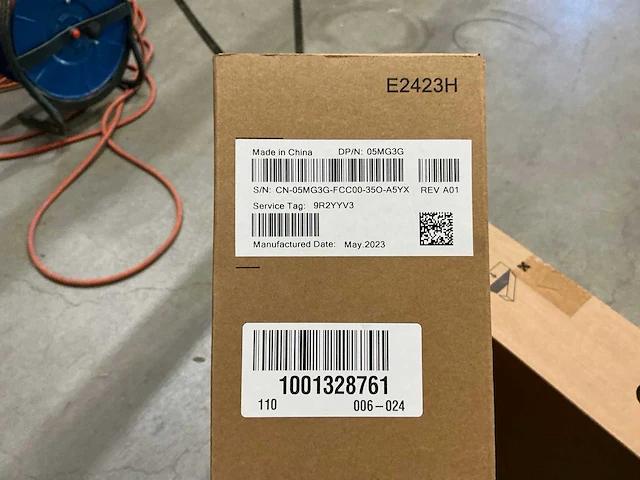 E2423H
Made in China DP/N: 05MG3G
S/N: CN-05MG3G-FCC00-35O-A5YX REV A01
Service Tag: 9R2YYV3
Manufactured Date: May.2023
1001328761
110 006-024